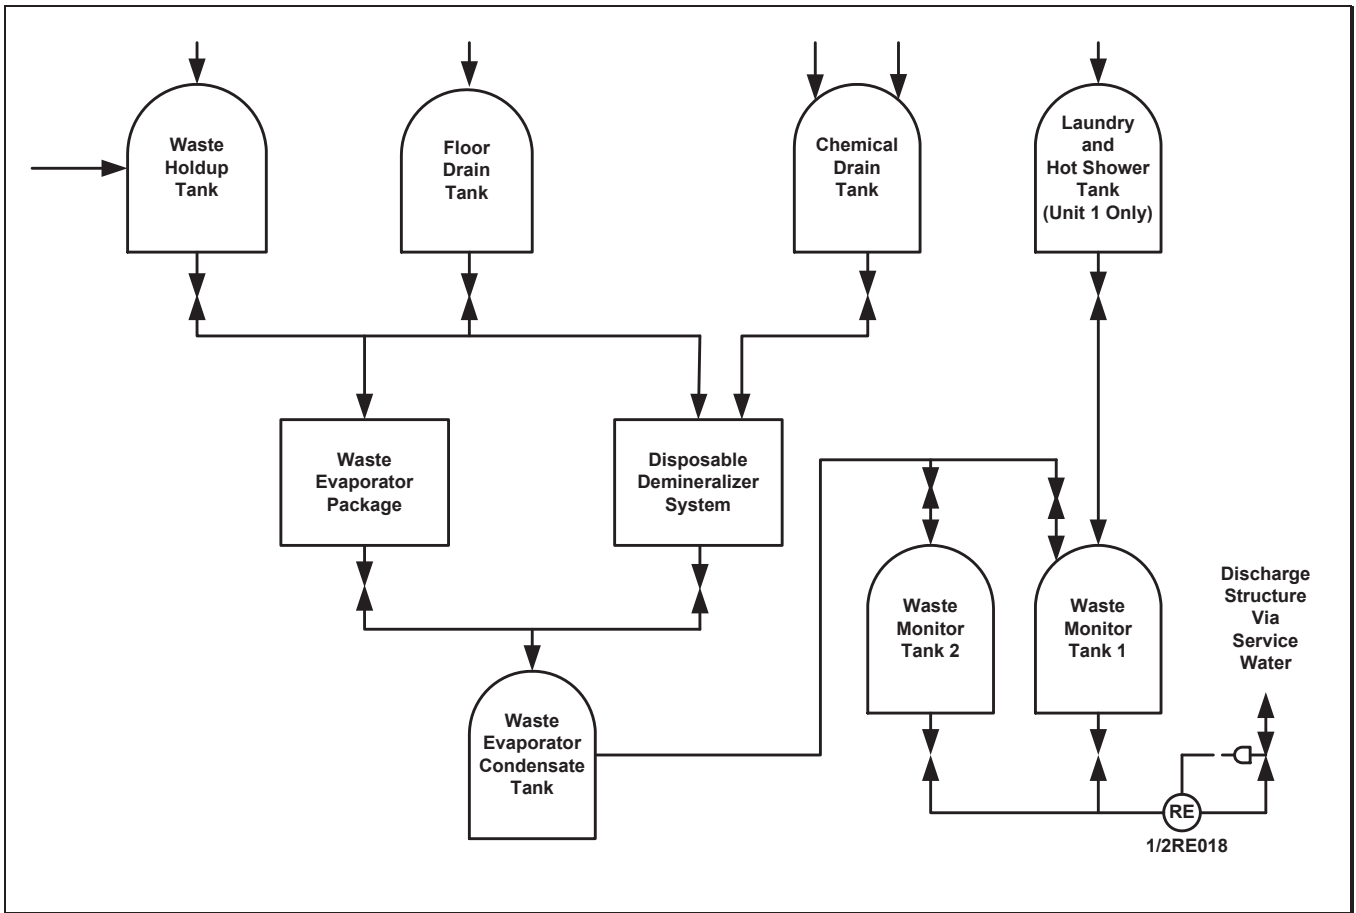 Waste
Holdup
Tank
Floor
Drain
Tank
Chemical
Drain
Tank
Laundry
and
Hot Shower
Tank
(Unit 1 Only)
Waste
Evaporator
Package
Disposable
Demineralizer
System
Waste
Evaporator
Condensate
Tank
Waste
Monitor
Tank 2
Waste
Monitor
Tank 1
Discharge
Structure
Via
Service
Water
RE
1/2RE018